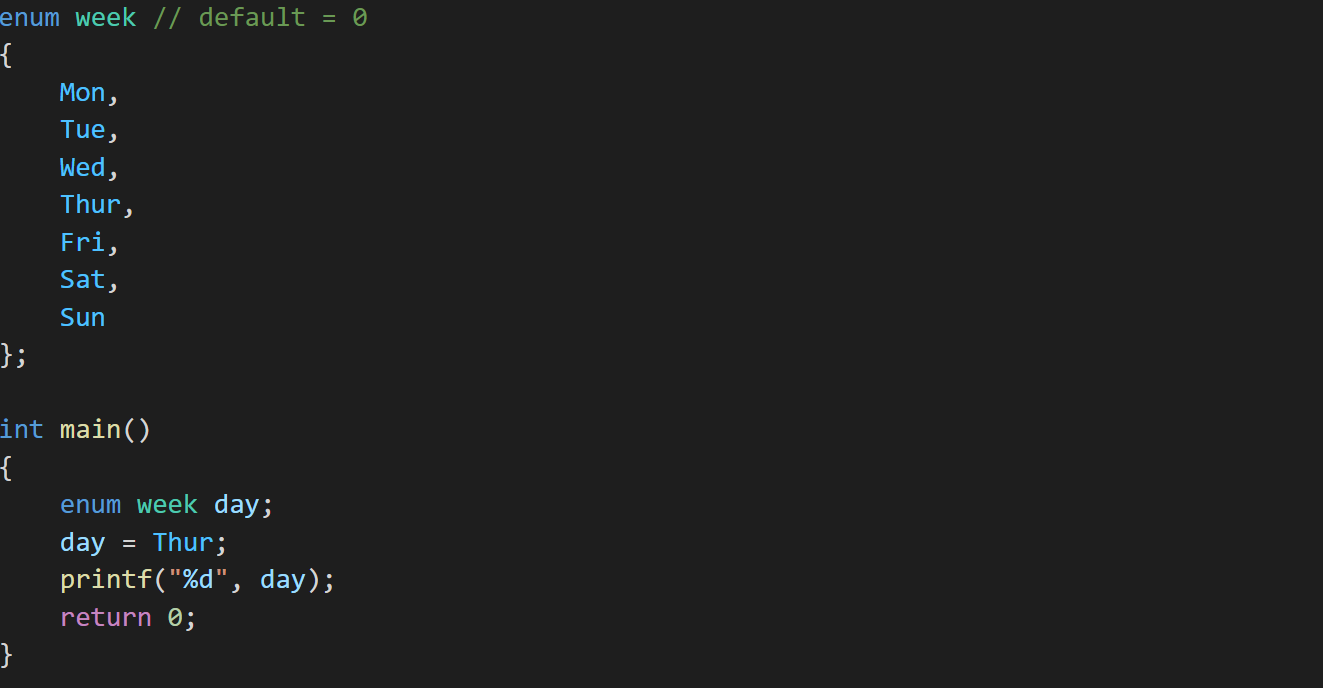 enum week // default = 0
{
    Mon,
    Tue,
    Wed,
    Thur,
    Fri,
    Sat,
    Sun
};

int main()
{
    enum week day;
    day = Thur;
    printf("%d", day);
    return 0;
}